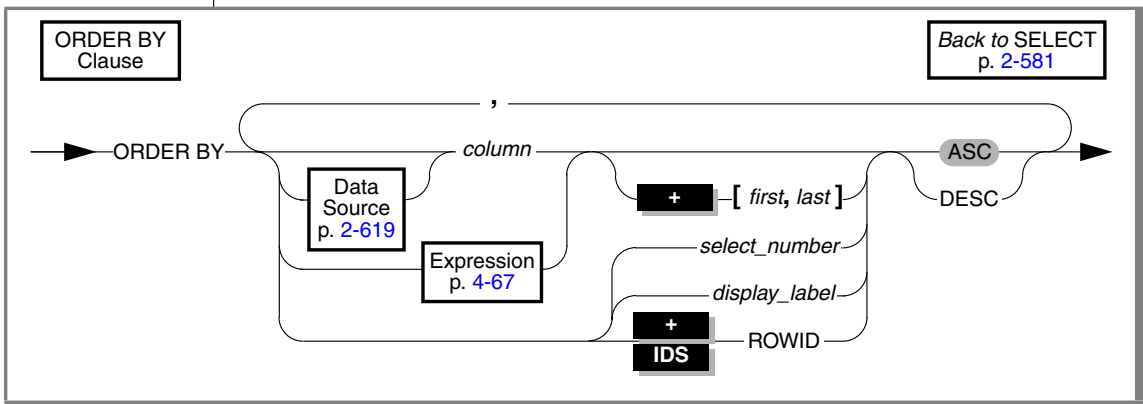 ORDER BY
Clause
Back to SELECT
p. 2-581
,
ORDER BY
column
ASC
Data
Source
p. 2-619
+
[ first, last ]
DESC
Expression
p. 4-67
select_number
display_label
+
IDS
ROWID